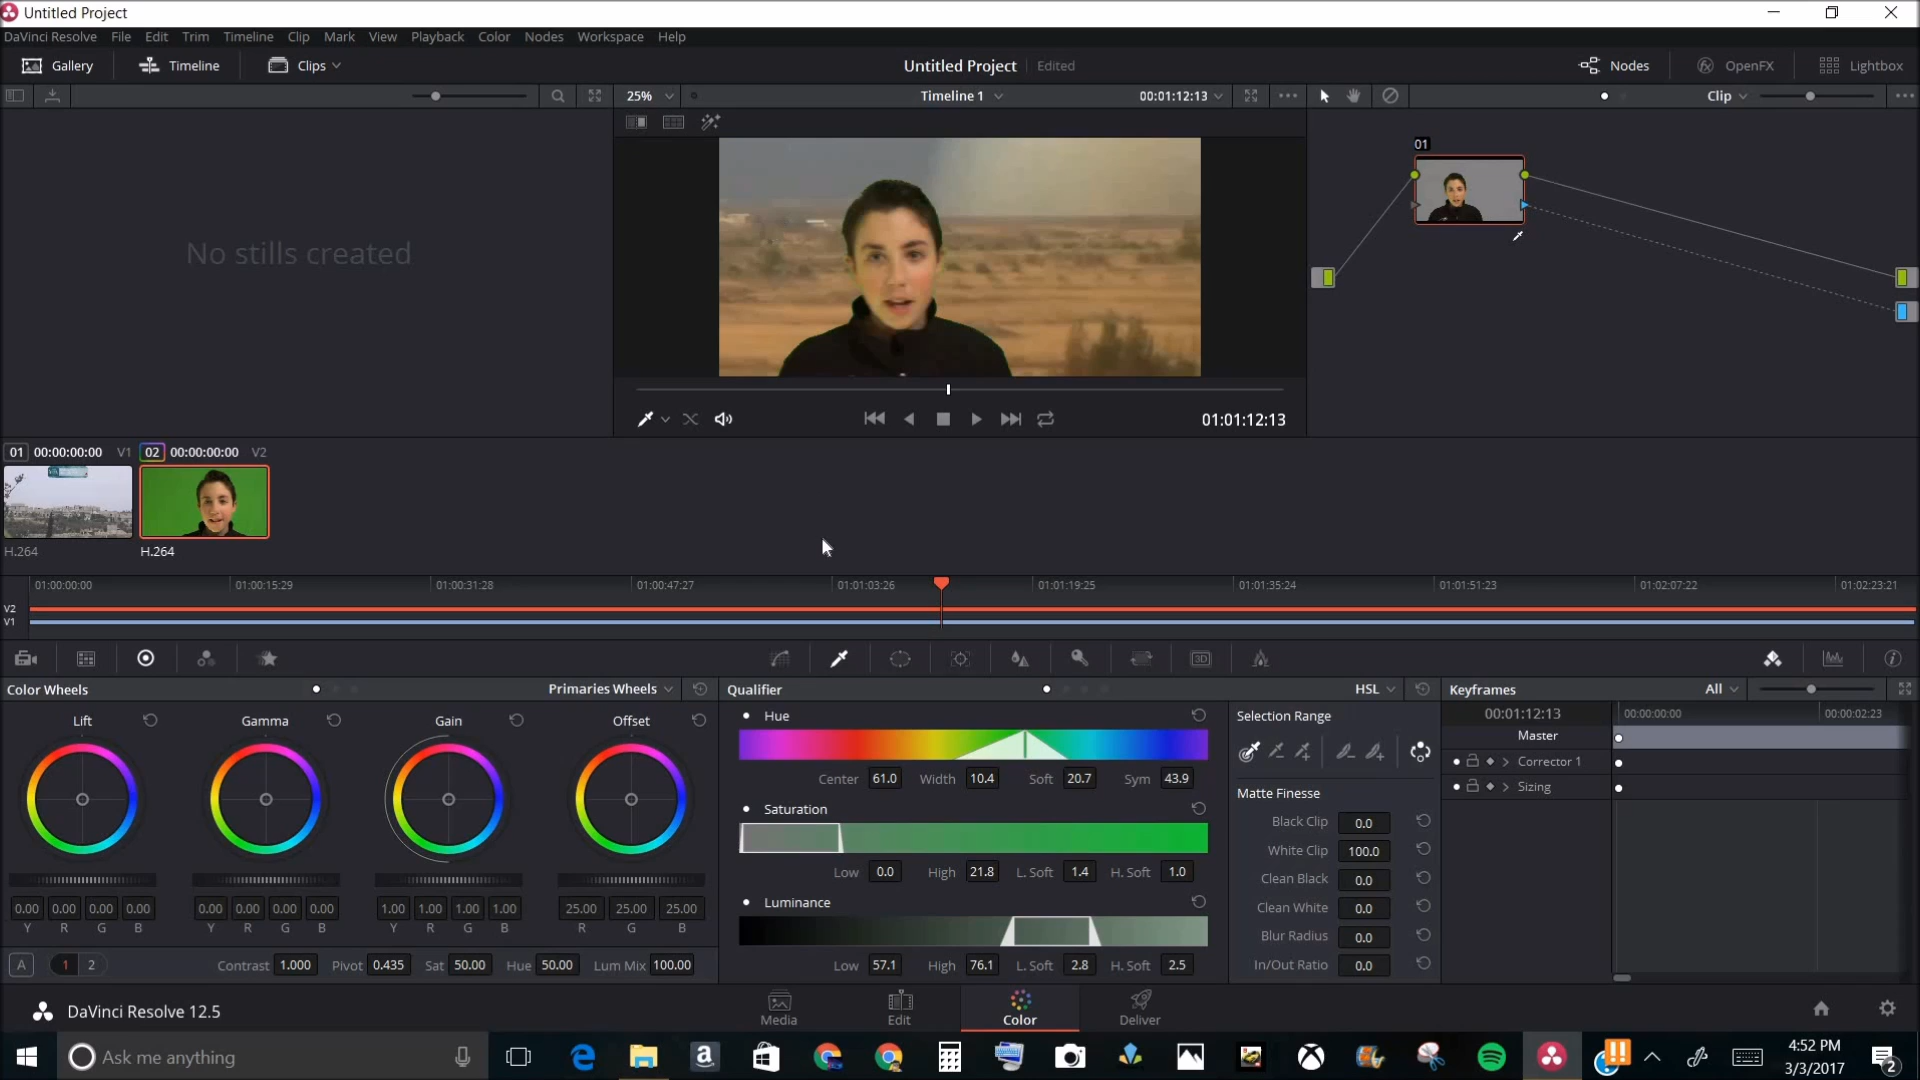 Untitled Project
DaVinci Resolve File Edit Trim Timeline Clip Mark View Playback Color Nodes Workspace Help
Gallery Timeline Clips Untitled Project Edited Nodes OpenFX Lightbox
25% Timeline 1 00:01:12:13 Clip
01
No stills created
01:01:12:13
01 00:00:00:00 V1 02 00:00:00:00 V2
H.264 H.264
01:00:00:00 01:00:15:29 01:00:31:28 01:00:47:27 01:01:03:26 01:01:19:25 01:01:35:24 01:01:51:23 01:02:07:22 01:02:23:21
V2
V1
3D
Color Wheels Primaries Wheels Qualifier HSL Keyframes All
Lift Gamma Gain Offset
Hue
Center 61.0 Width 10.4 Soft 20.7 Sym 43.9
Saturation
Low 0.0 High 21.8 L. Soft 1.4 H. Soft 1.0
Luminance
Low 57.1 High 76.1 L. Soft 2.8 H. Soft 2.5
Selection Range
Matte Finesse
Black Clip 0.0
White Clip 100.0
Clean Black 0.0
Clean White 0.0
Blur Radius 0.0
In/Out Ratio 0.0
00:01:12:13 00:00:00:00 00:00:02:23
Master
Corrector 1
Sizing
0.00 0.00 0.00 0.00 0.00 0.00 0.00 0.00 1.00 1.00 1.00 1.00 25.00 25.00 25.00
Y R G B Y R G B Y R G B R G B
A 1 2 Contrast 1.000 Pivot 0.435 Sat 50.00 Hue 50.00 Lum Mix 100.00
DaVinci Resolve 12.5
Media Edit Color Deliver
Ask me anything
4:52 PM
3/3/2017
2